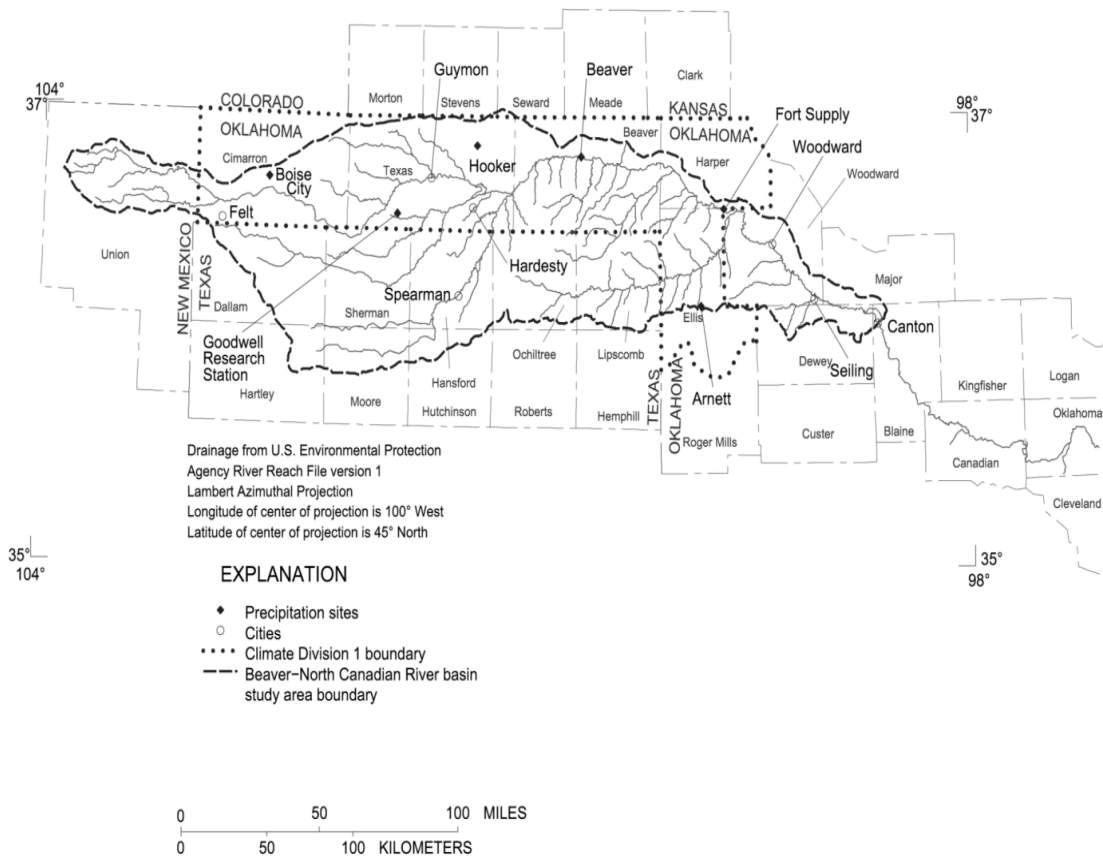 Guymon
Beaver
Clark
104°
37°
COLORADO
Morton
Stevens
Seward
Meade
KANSAS
98°
37°
Fort Supply
OKLAHOMA
Beaver
OKLAHOMA
Cimarron
Hooker
Harper
Woodward
Texas
Boise
City
Woodward
Felt
Union
NEW MEXICO
TEXAS
Hardesty
Major
Spearman
Dallam
Sherman
Ellis
Canton
Goodwell
Research
Station
Ochiltree
Lipscomb
Dewey
Seiling
Hansford
TEXAS
OKLAHOMA
Arnett
Kingfisher
Logan
Hartley
Moore
Hutchinson
Roberts
Hemphill
Oklahoma
Roger Mills
Custer
Blaine
Canadian
Cleveland
Drainage from U.S. Environmental Protection
Agency River Reach File version 1
Lambert Azimuthal Projection
Longitude of center of projection is 100° West
Latitude of center of projection is 45° North
35°
104°
35°
98°
EXPLANATION
Precipitation sites
Cities
Climate Division 1 boundary
Beaver–North Canadian River basin
study area boundary
0 50 100 MILES
0 50 100 KILOMETERS